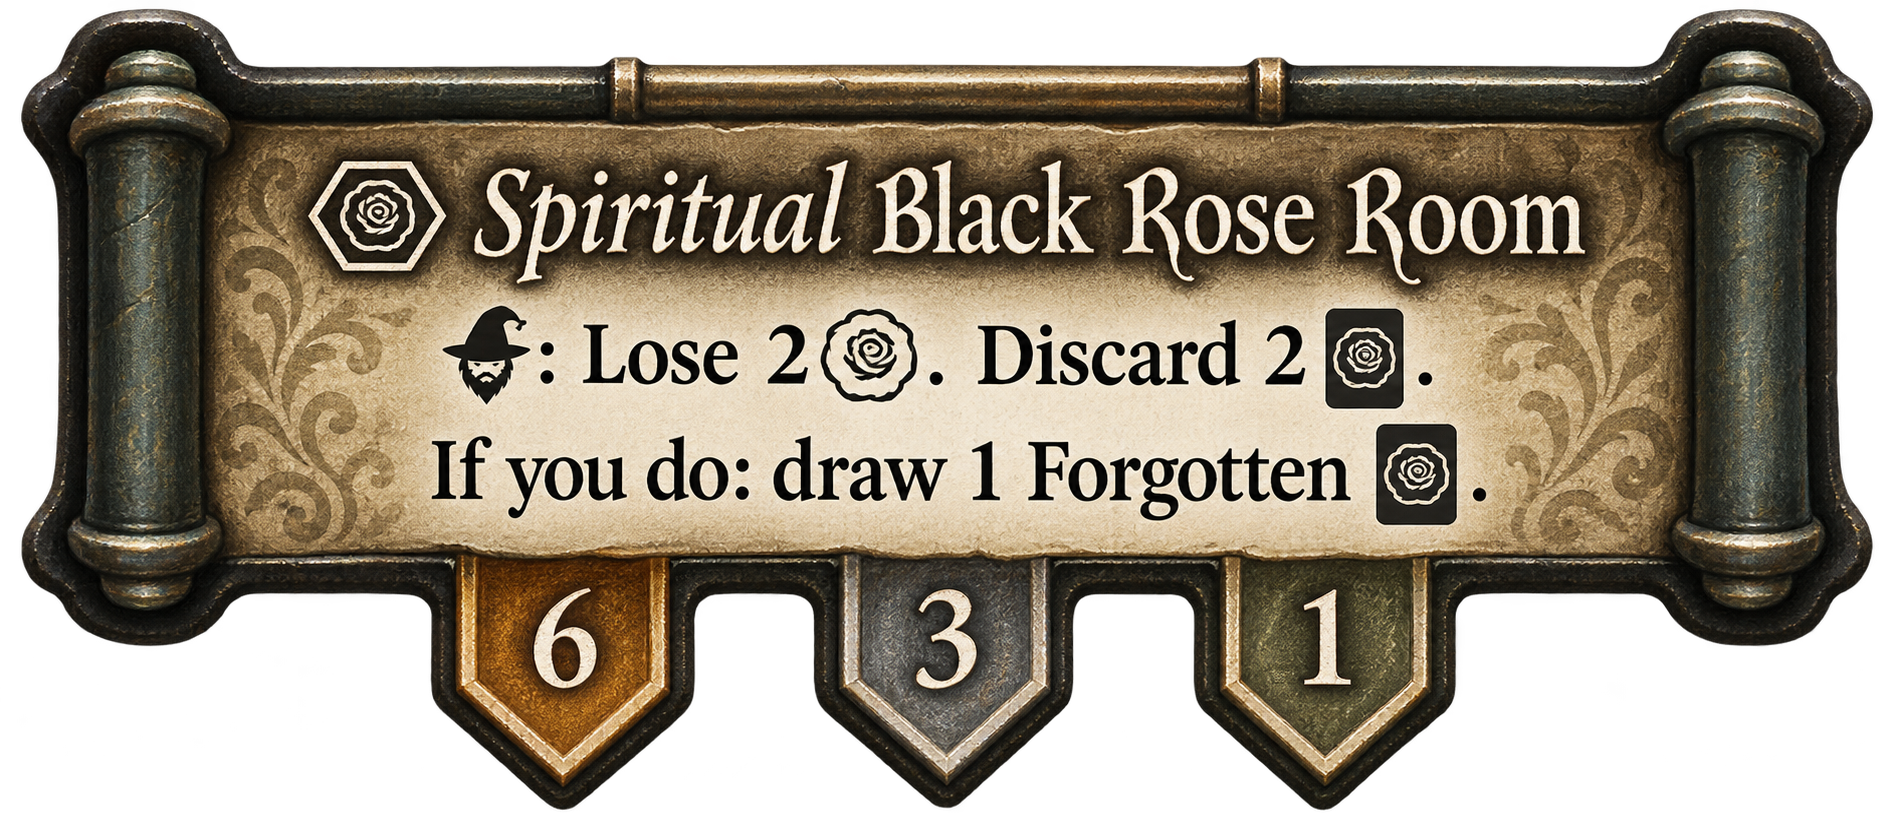 Spiritual Black Rose Room
: Lose 2 . Discard 2 .
If you do: draw 1 Forgotten .
6 3 1